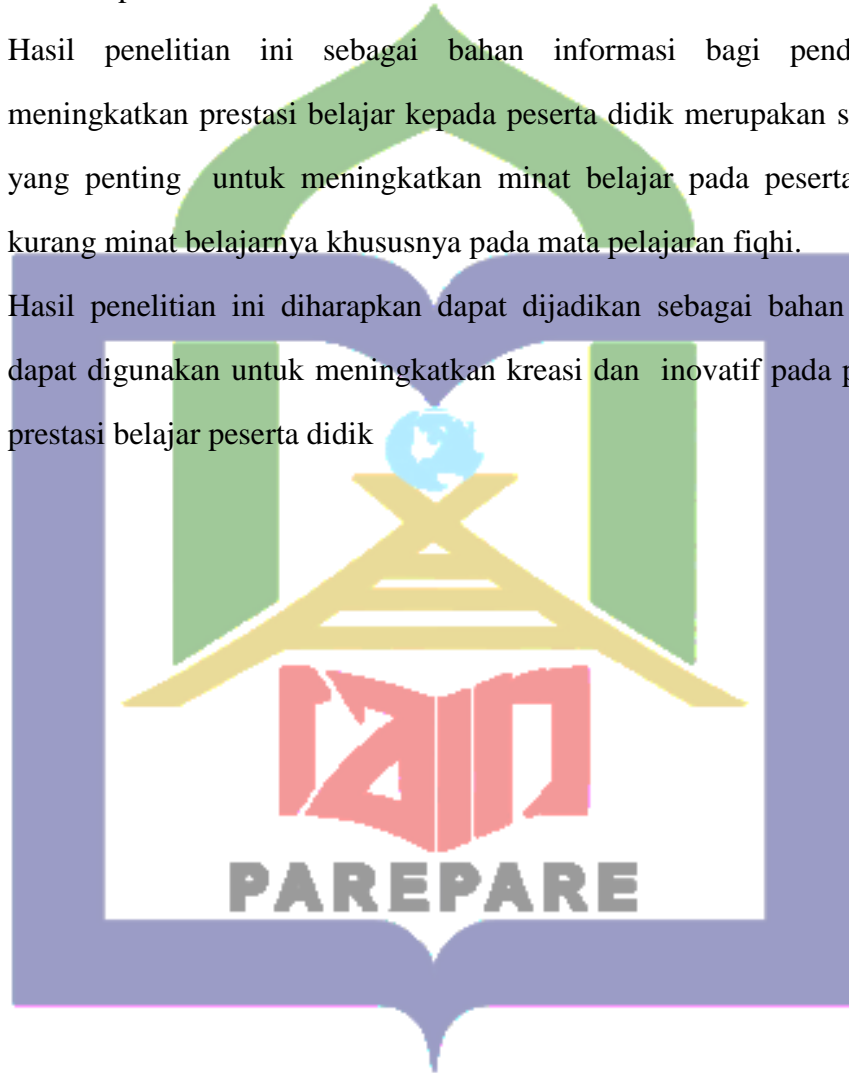 Hasil penelitian ini sebagai bahan informasi bagi
meningkatkan prestasi belajar kepada peserta didik merupakan
yang penting untuk meningkatkan minat belajar pada peserta
kurang minat belajarnya khususnya pada mata pelajaran fiqhi.
Hasil penelitian ini diharapkan dapat dijadikan sebagai bahan
dapat digunakan untuk meningkatkan kreasi dan inovatif pada
prestasi belajar peserta didik
iain
PAREPARE